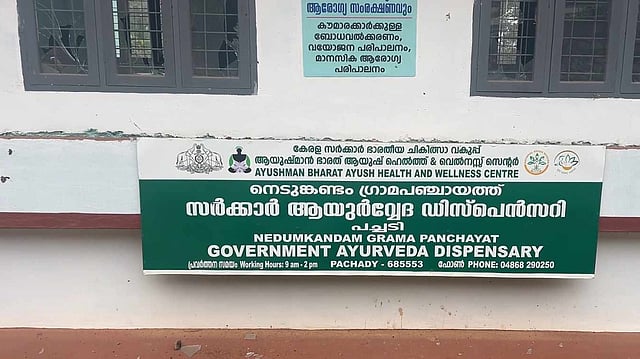 ആരോഗ്യ സംരക്ഷണവും
കൗമാരക്കാർക്കുള്ള
ബോധവല്‍ക്കരണം,
വയോജന പരിപാലനം,
മാനസിക ആരോഗ്യ
പരിപാലനം
കേരള സർക്കാർ ഭാരതീയ ചികിത്സാ വകുപ്പ്
ആയുഷ്മാൻ ഭാരത് ആയുഷ് ഹെൽത്ത് & വെൽനസ്സ് സെന്റർ
AYUSHMAN BHARAT AYUSH HEALTH AND WELLNESS CENTRE
നെടുങ്കണ്ടം ഗ്രാമപഞ്ചായത്ത്
സർക്കാർ ആയുർവ്വേദ ഡിസ്പെൻസറി
പച്ചടി
NEDUMKANDAM GRAMA PANCHAYAT
GOVERNMENT AYURVEDA DISPENSARY
പ്രവർത്തന സമയം Working Hours: 9 am - 2 pm PACHADY - 685553 ഫോൺ PHONE: 04868 290250